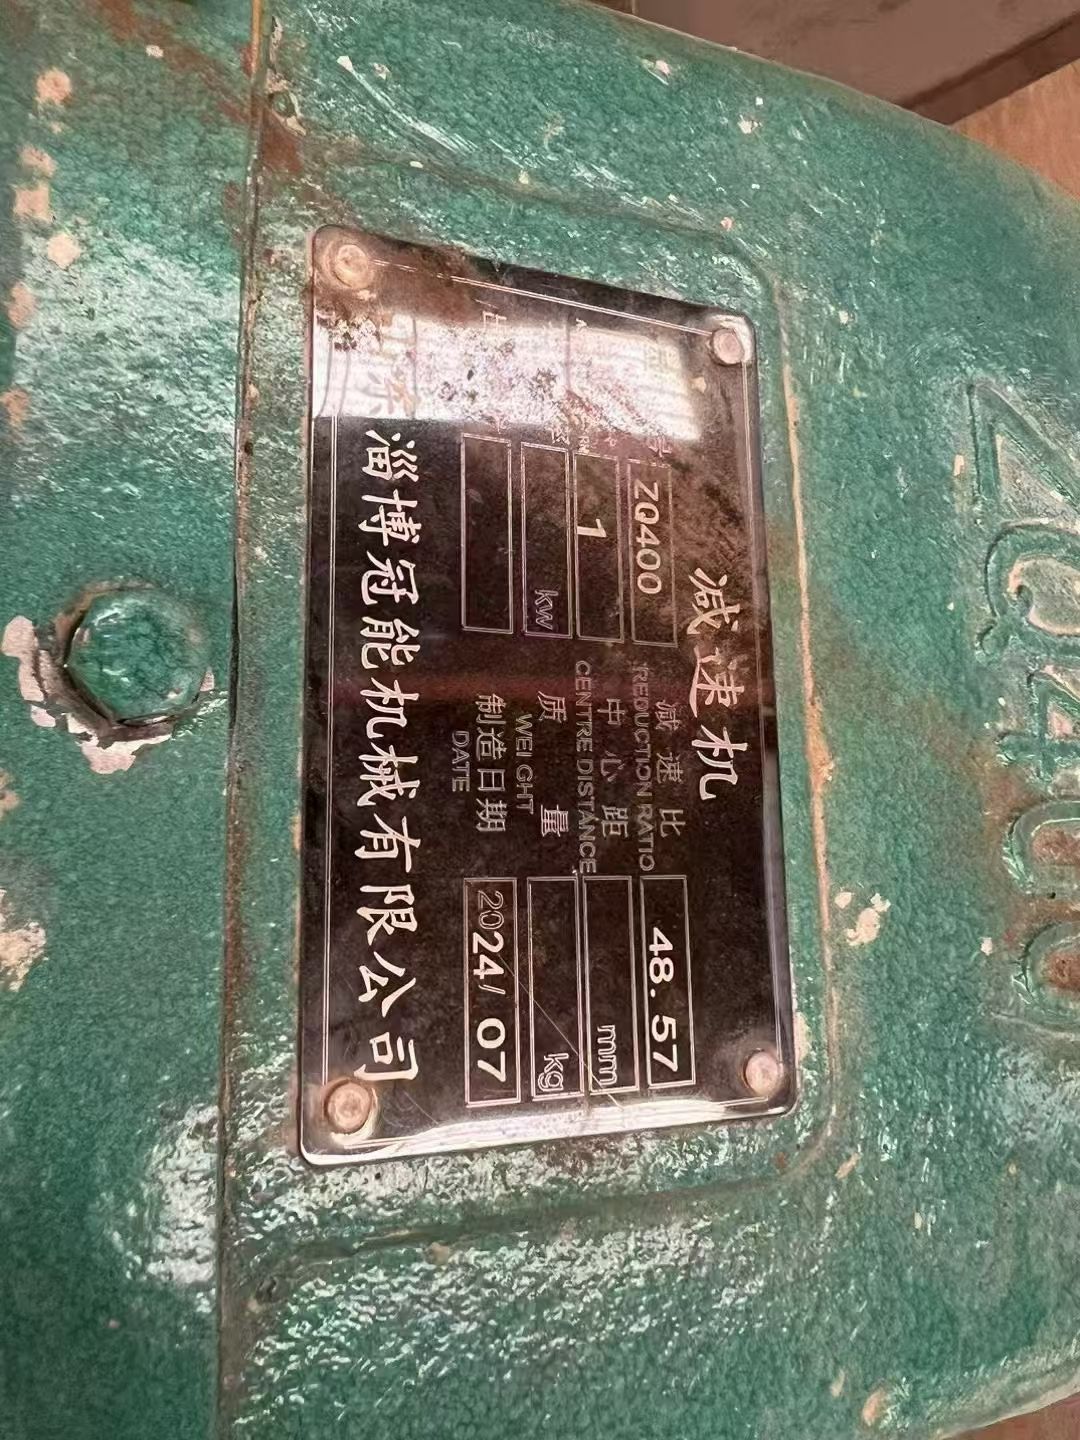 ZQ400
减速机
号 ZQ400 减速比 48.57
REDUCTION RATIO
1 中心距 mm
CENTRE DISTANCE
kw 质量 kg
WEIGHT
制造日期 2024/07
DATE
淄博冠能机械有限公司